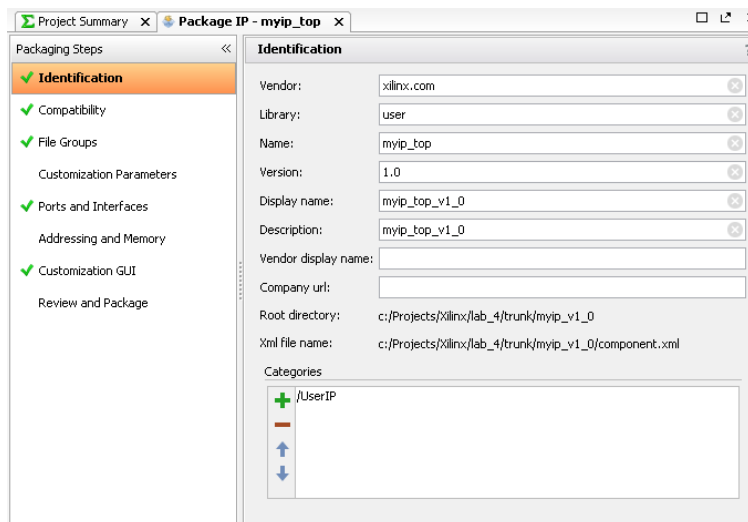 Project Summary x Package IP - myip_top x
Packaging Steps «
Identification
Compatibility
File Groups
Customization Parameters
Ports and Interfaces
Addressing and Memory
Customization GUI
Review and Package
Identification ?
Vendor: xilinx.com
Library: user
Name: myip_top
Version: 1.0
Display name: myip_top_v1_0
Description: myip_top_v1_0
Vendor display name:
Company url:
Root directory: c:/Projects/Xilinx/lab_4/trunk/myip_v1_0
Xml file name: c:/Projects/Xilinx/lab_4/trunk/myip_v1_0/component.xml
Categories
/UserIP